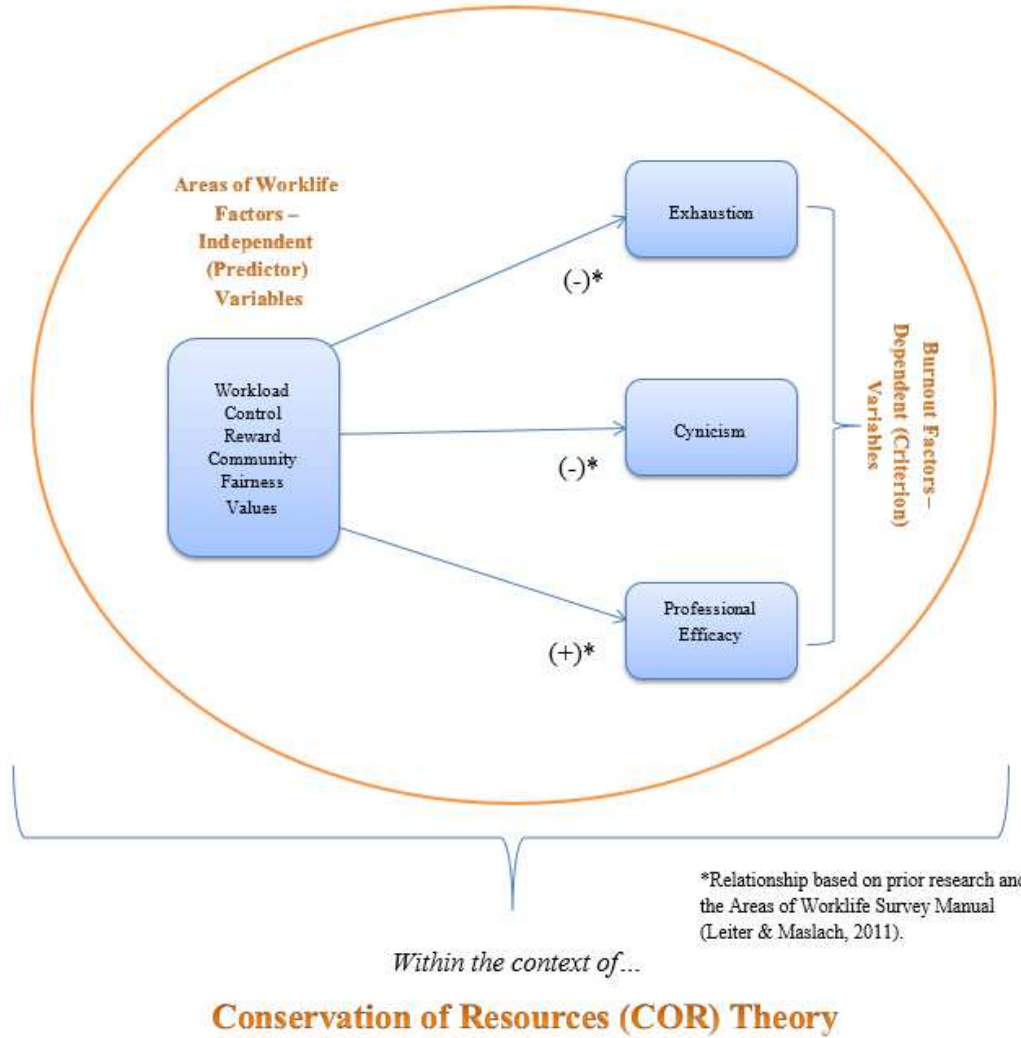 Areas of Worklife
Factors –
Independent
(Predictor)
Variables
Workload
Control
Reward
Community
Fairness
Values
Exhaustion
(-)*
Cynicism
(-)*
Professional
Efficacy
(+)*
Burnout Factors–
Dependent (Criterion)
Variables
*Relationship based on prior research and
the Areas of Worklife Survey Manual
(Leiter & Maslach, 2011).
Within the context of…
Conservation of Resources (COR) Theory